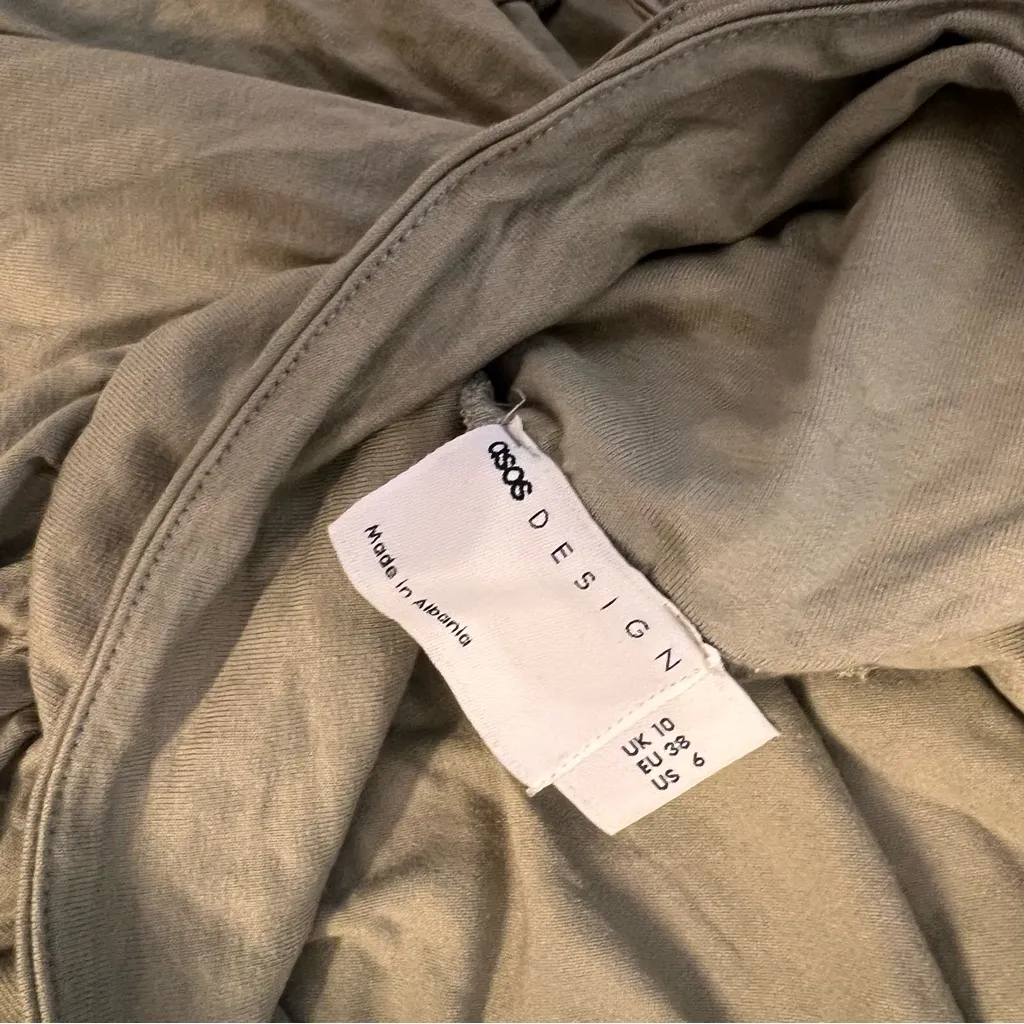 asos DESIGN
Made in Albania
UK 10
EU 38
US 6